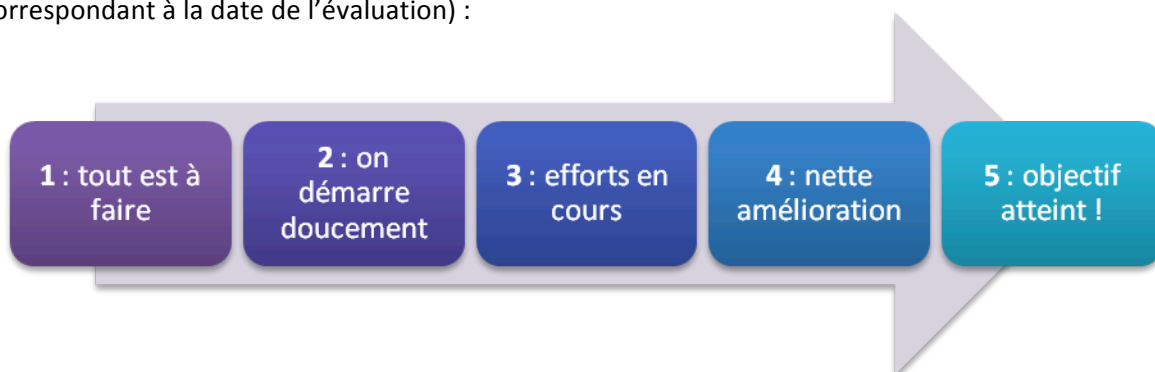 orrespondant à la date de l’évaluation) :
1 : tout est à
faire
2 : on
démarre
doucement
3 : efforts en
cours
4 : nette
amélioration
5 : objectif
atteint !